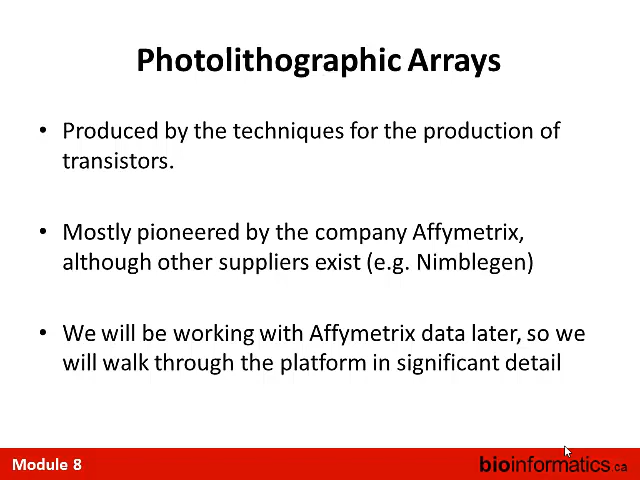 Photolithographic Arrays
• Produced by the techniques for the production of
transistors.
• Mostly pioneered by the company Affymetrix,
although other suppliers exist (e.g. Nimblegen)
• We will be working with Affymetrix data later, so we
will walk through the platform in significant detail
Module 8
bioinformatics.ca